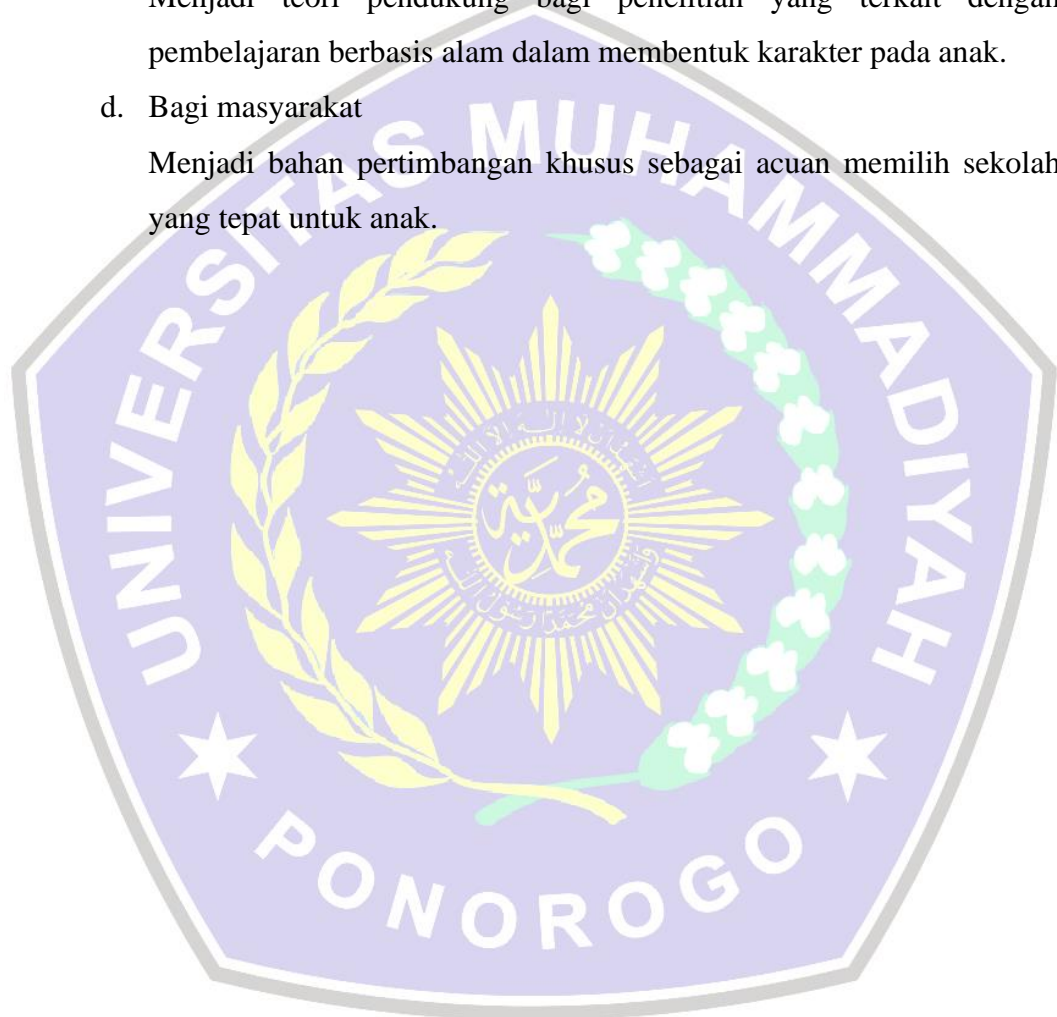 Menjadi teori pendukung bagi penelitian yang terkait dengan
pembelajaran berbasis alam dalam membentuk karakter pada anak.
d. Bagi masyarakat
Menjadi bahan pertimbangan khusus sebagai acuan memilih sekolah
yang tepat untuk anak.
UNIVERSITAS MUHAMMADIYAH
PONOROGO
محمدية